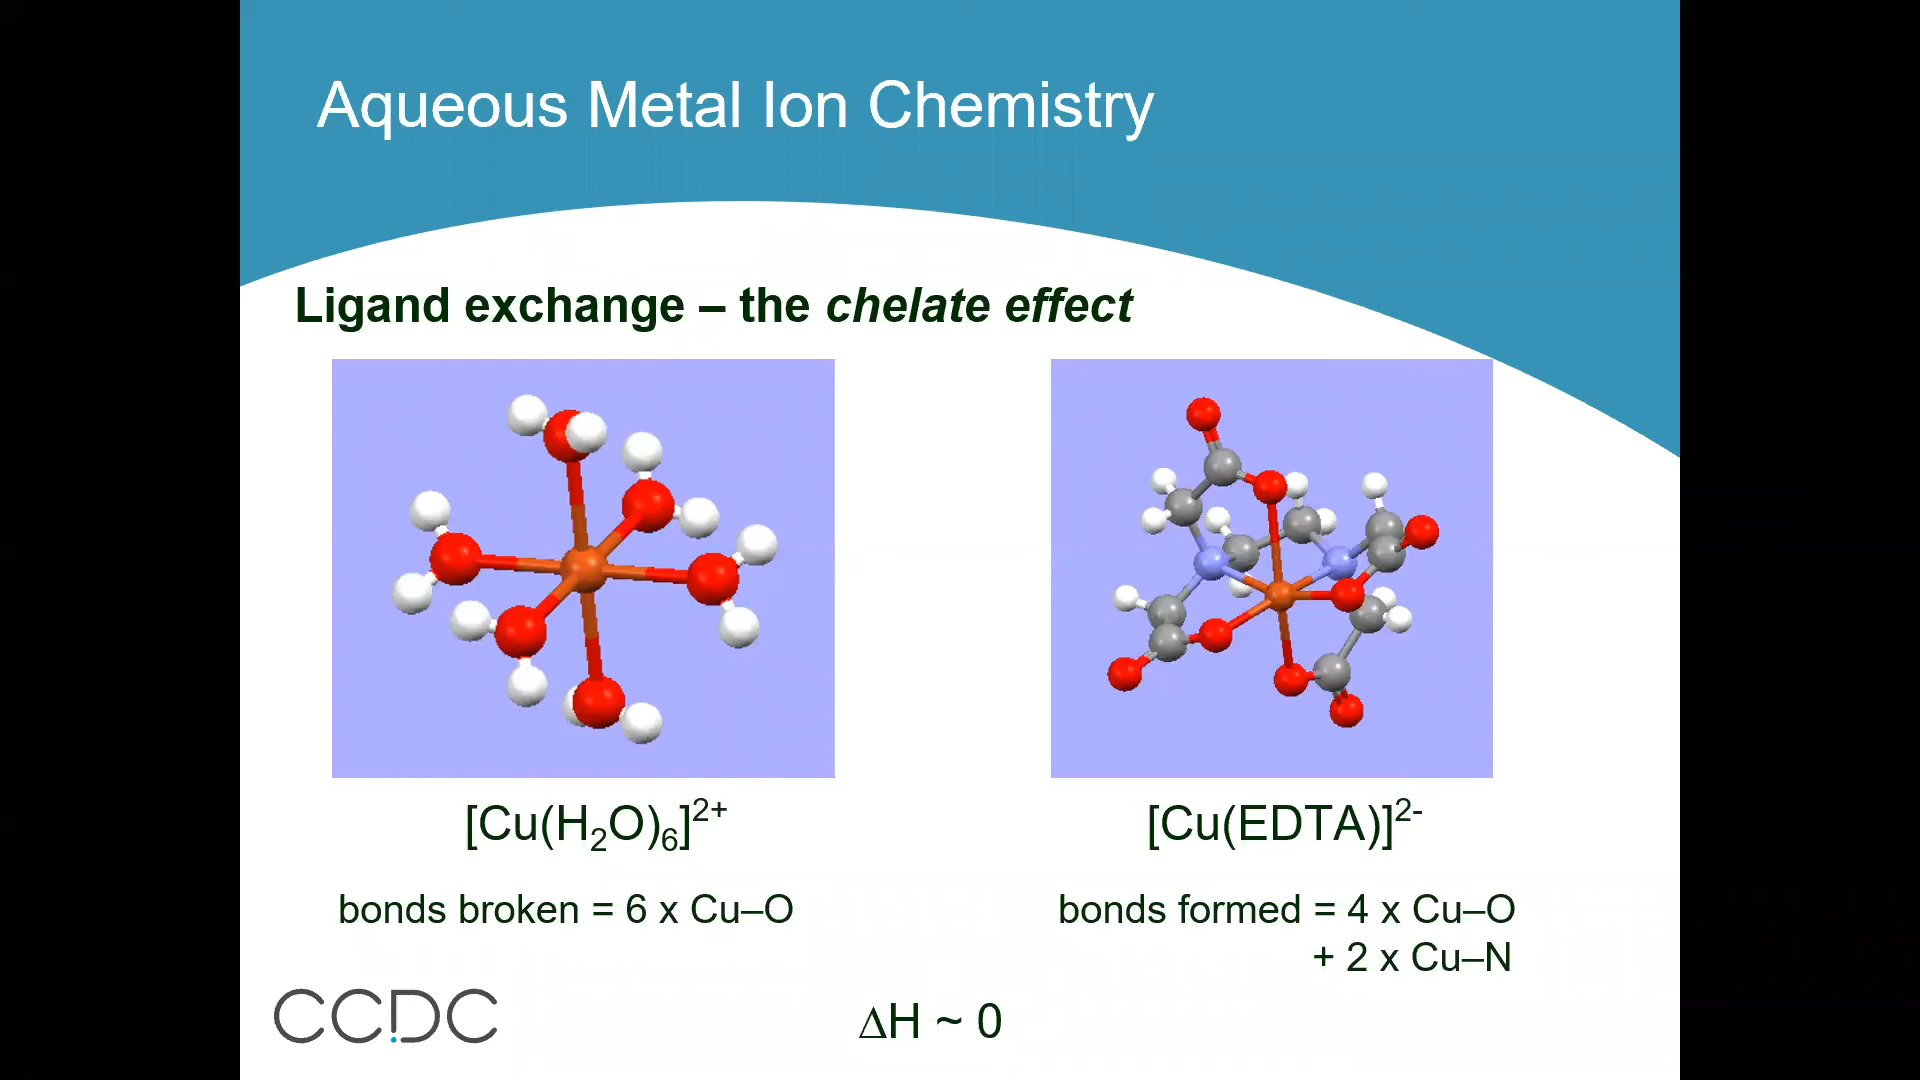 Aqueous Metal Ion Chemistry
Ligand exchange – the chelate effect
[Cu(H₂O)₆]²⁺
[Cu(EDTA)]²⁻
bonds broken = 6 x Cu–O
bonds formed = 4 x Cu–O
+ 2 x Cu–N
CCDC
ΔH ~ 0